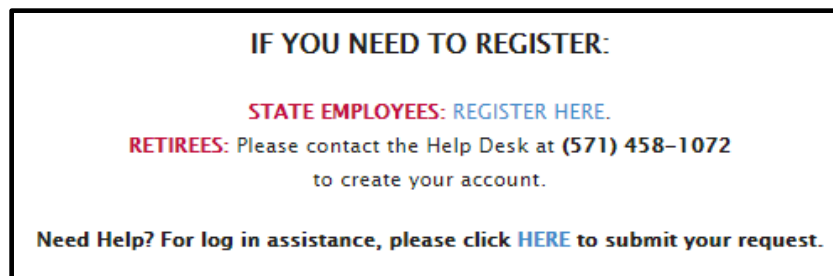 IF YOU NEED TO REGISTER:
STATE EMPLOYEES: REGISTER HERE.
RETIREES: Please contact the Help Desk at (571) 458-1072
to create your account.
Need Help? For log in assistance, please click HERE to submit your request.